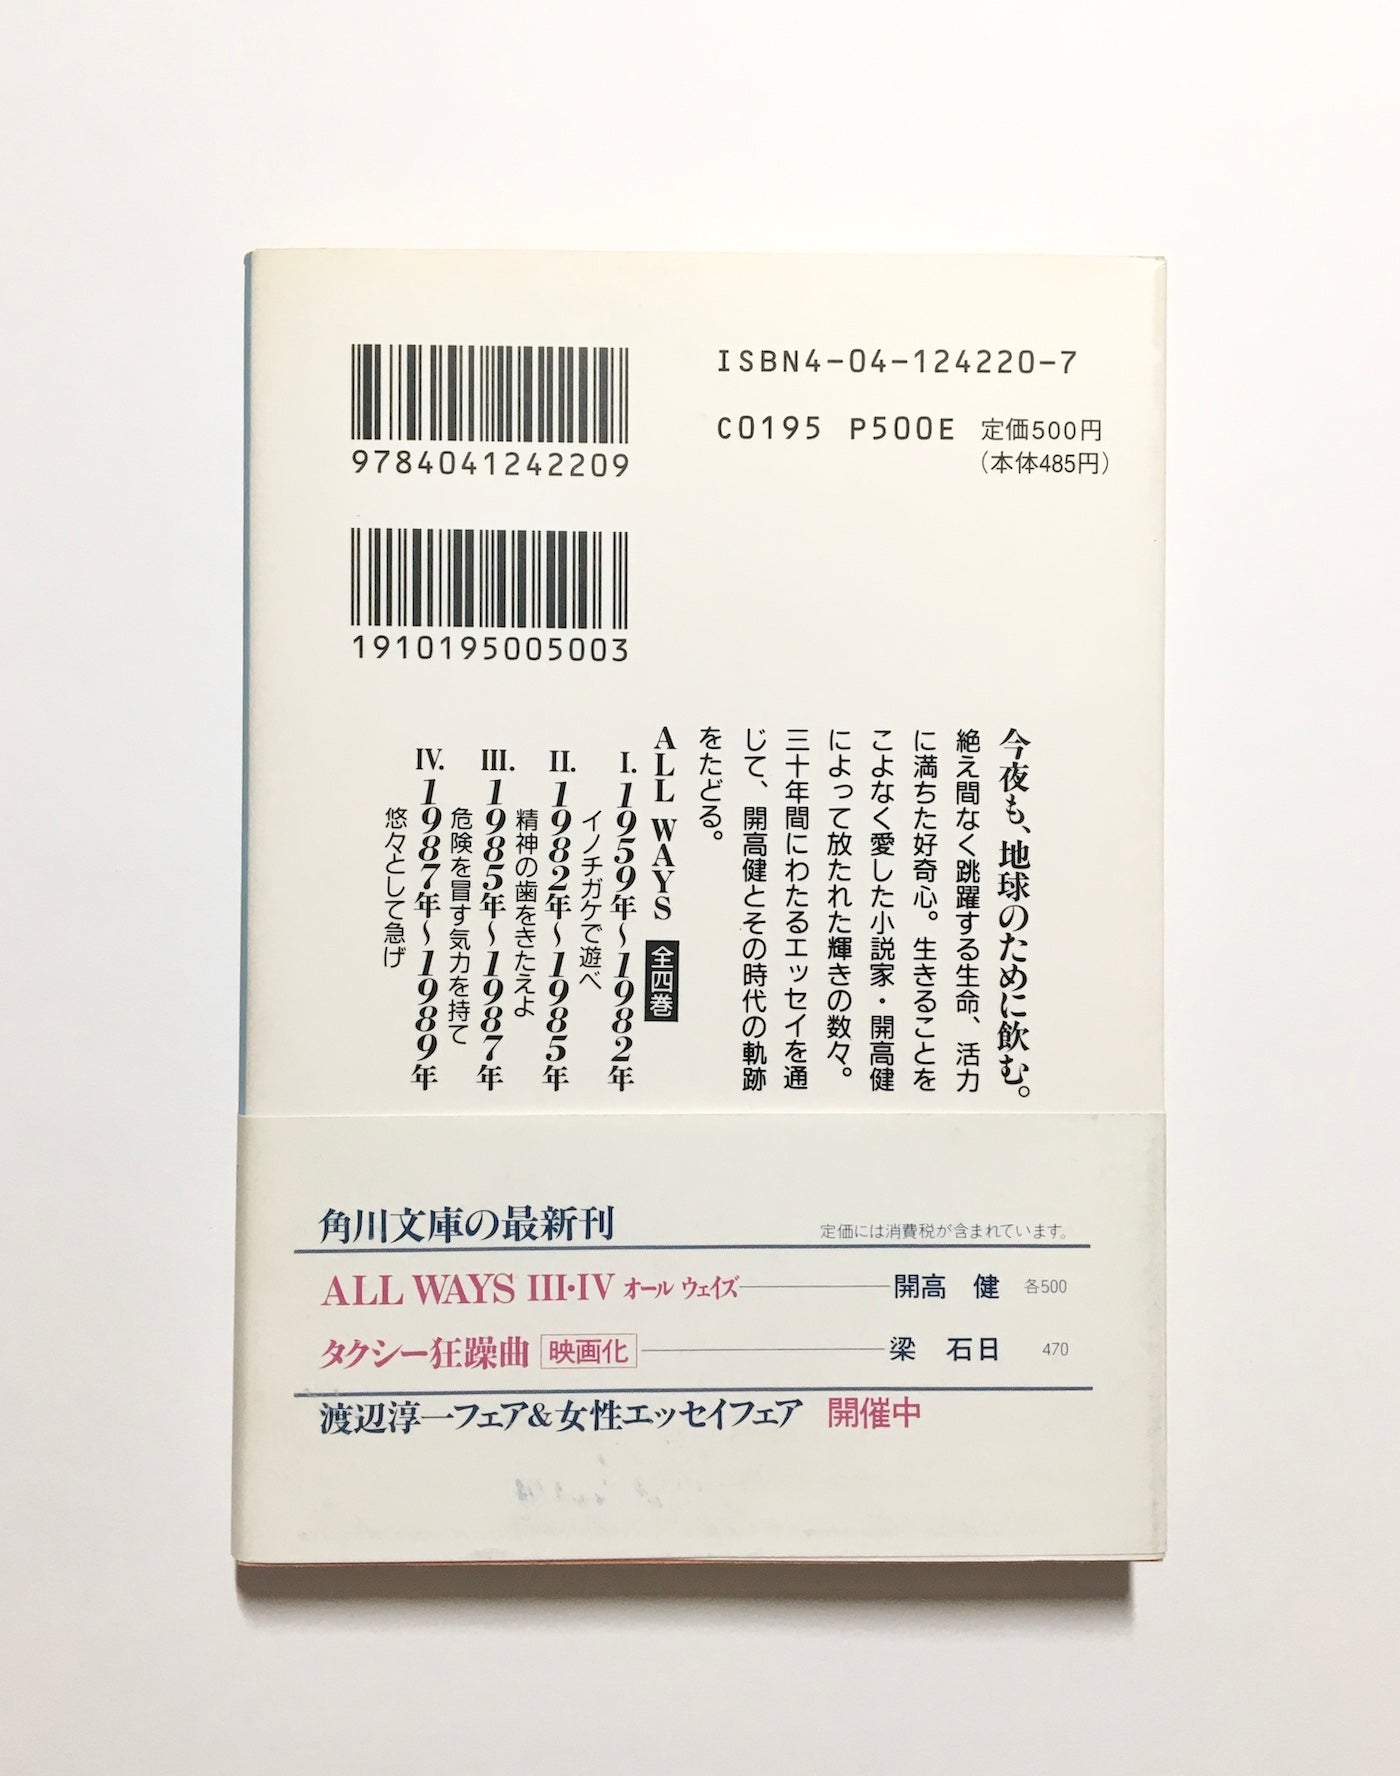 9784041242209
1910195005003
ISBN4-04-124220-7
C0195 P500E 定価500円
(本体485円)
今夜も、地球のために飲む。
絶え間なく跳躍する生命、活力
に満ちた好奇心。生きることを
こよなく愛した小説家・開高健
によって放たれた輝きの数々。
三十年間にわたるエッセイを通
じて、開高健とその時代の軌跡
をたどる。
ALL WAYS 全四巻
I. 1959年〜1982年
イノチガケで遊べ
II. 1982年〜1985年
精神の歯をきたえよ
III. 1985年〜1987年
危険を冒す気力を持て
IV. 1987年〜1989年
悠々として急げ
角川文庫の最新刊 定価には消費税が含まれています。
ALL WAYS III・IV オール ウェイズ 開高 健 各500
タクシー狂躁曲 映画化 梁 石日 470
渡辺淳一フェア&女性エッセイフェア 開催中